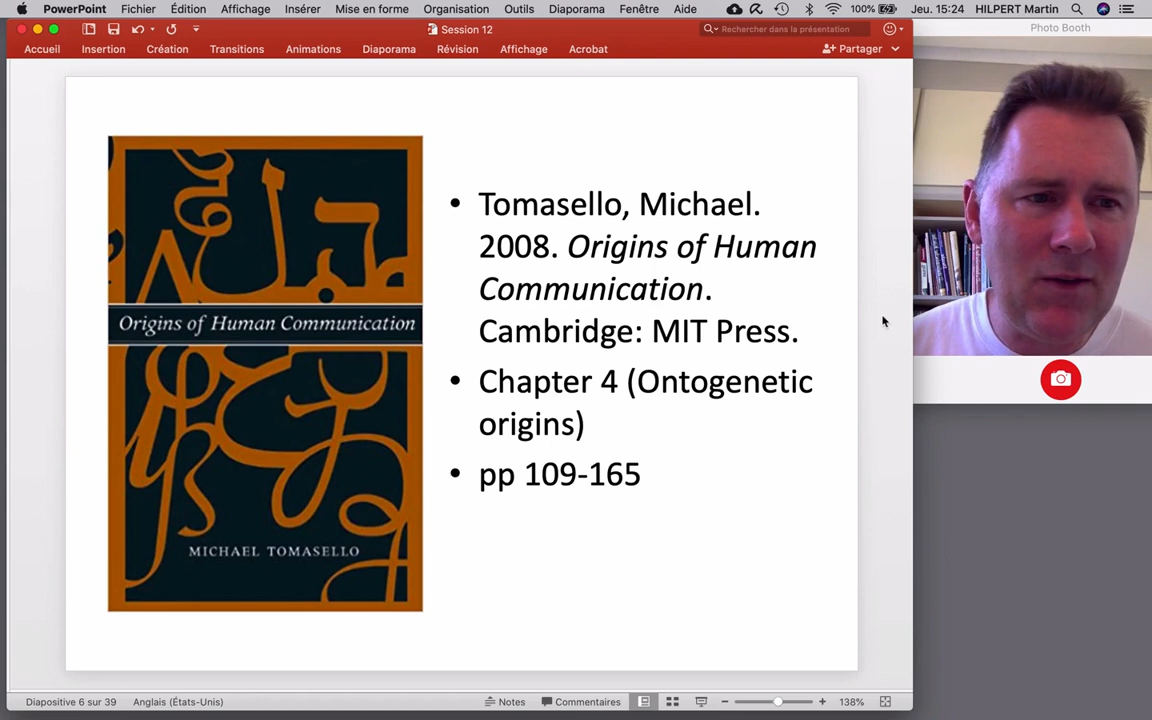 PowerPoint Fichier Édition Affichage Insérer Mise en forme Organisation Outils Diaporama Fenêtre Aide 100% Jeu. 15:24 HILPERT Martin
Session 12
Rechercher dans la présentation
Photo Booth
Accueil Insertion Création Transitions Animations Diaporama Révision Affichage Acrobat Partager
Origins of Human Communication
MICHAEL TOMASELLO
• Tomasello, Michael.
2008. Origins of Human
Communication.
Cambridge: MIT Press.
• Chapter 4 (Ontogenetic
origins)
• pp 109-165
Diapositive 6 sur 39 Anglais (États-Unis) Notes Commentaires 138%